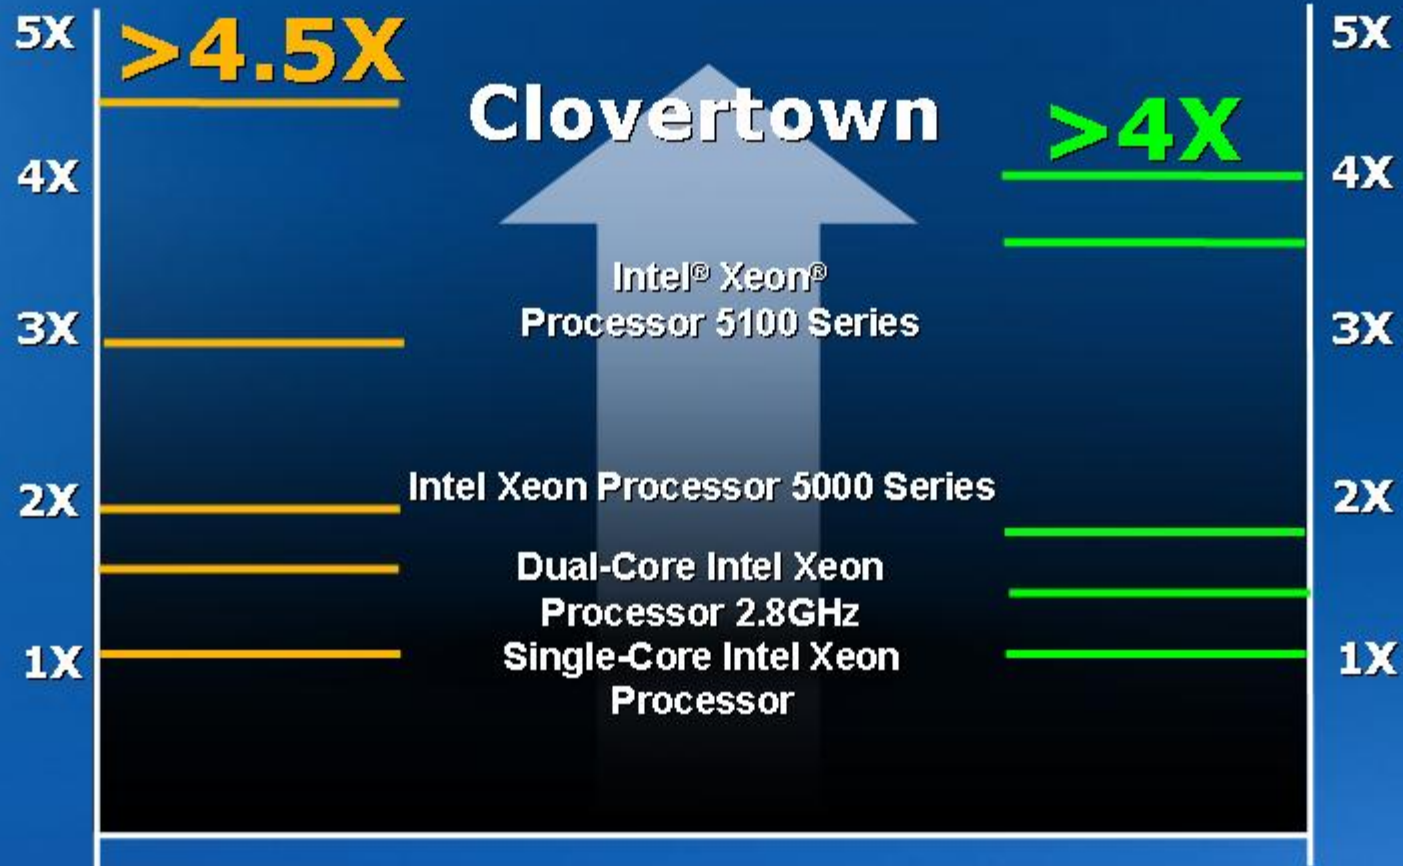 5X
>4.5X
5X
Clovertown
>4X
4X
4X
Intel® Xeon®
Processor 5100 Series
3X
3X
Intel Xeon Processor 5000 Series
2X
2X
Dual-Core Intel Xeon
Processor 2.8GHz
Single-Core Intel Xeon
Processor
1X
1X